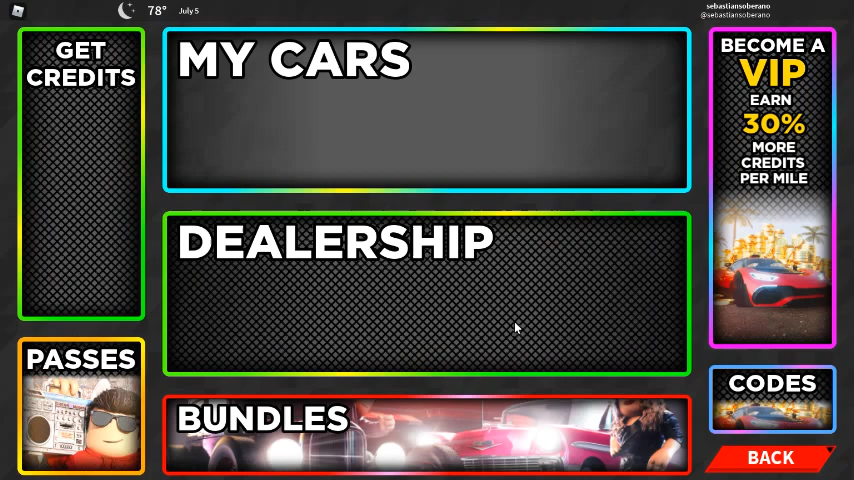 78° July 5
sebastiansoberano
@sebastiansoberano
GET
CREDITS
MY CARS
DEALERSHIP
BUNDLES
PASSES
BECOME A
VIP
EARN
30%
MORE
CREDITS
PER MILE
CODES
BACK